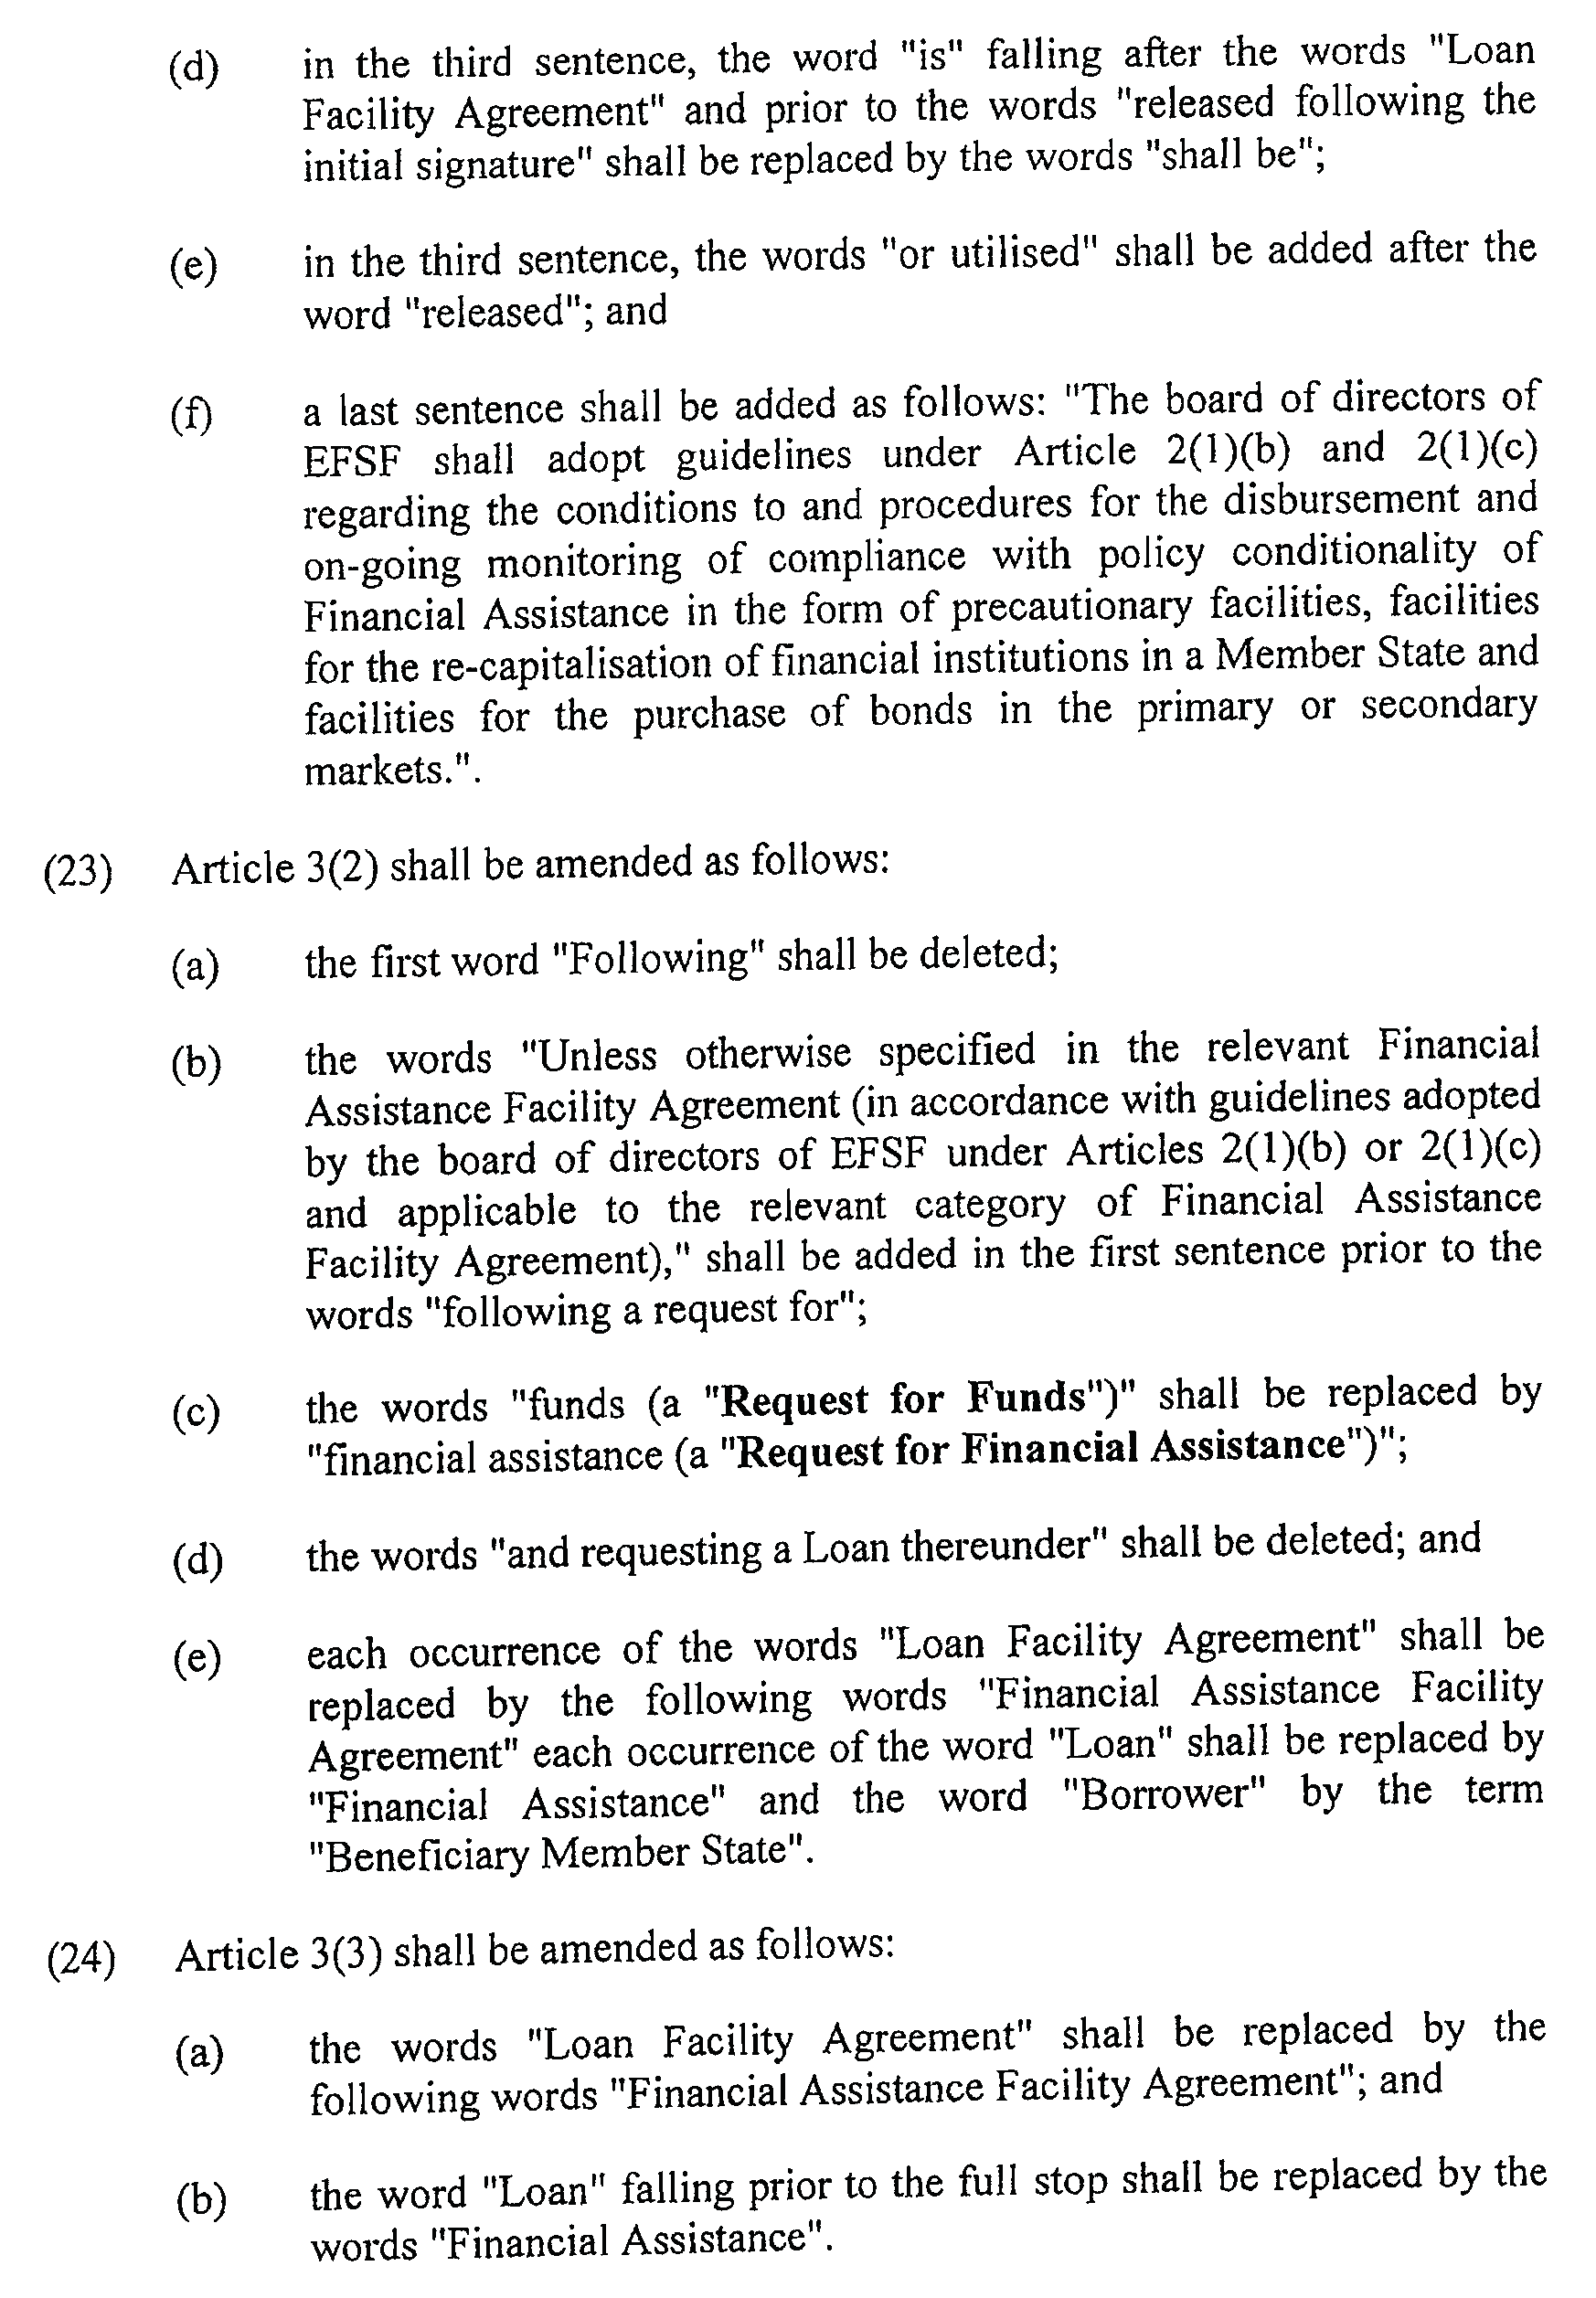 (d) in the third sentence, the word "is" falling after the words "Loan
Facility Agreement" and prior to the words "released following the
initial signature" shall be replaced by the words "shall be";
(e) in the third sentence, the words "or utilised" shall be added after the
word "released"; and
(f) a last sentence shall be added as follows: "The board of directors of
EFSF shall adopt guidelines under Article 2(1)(b) and 2(1)(c)
regarding the conditions to and procedures for the disbursement and
on-going monitoring of compliance with policy conditionality of
Financial Assistance in the form of precautionary facilities, facilities
for the re-capitalisation of financial institutions in a Member State and
facilities for the purchase of bonds in the primary or secondary
markets.".
(23) Article 3(2) shall be amended as follows:
(a) the first word "Following" shall be deleted;
(b) the words "Unless otherwise specified in the relevant Financial
Assistance Facility Agreement (in accordance with guidelines adopted
by the board of directors of EFSF under Articles 2(1)(b) or 2(1)(c)
and applicable to the relevant category of Financial Assistance
Facility Agreement)," shall be added in the first sentence prior to the
words "following a request for";
(c) the words "funds (a "Request for Funds")" shall be replaced by
"financial assistance (a "Request for Financial Assistance")";
(d) the words "and requesting a Loan thereunder" shall be deleted; and
(e) each occurrence of the words "Loan Facility Agreement" shall be
replaced by the following words "Financial Assistance Facility
Agreement" each occurrence of the word "Loan" shall be replaced by
"Financial Assistance" and the word "Borrower" by the term
"Beneficiary Member State".
(24) Article 3(3) shall be amended as follows:
(a) the words "Loan Facility Agreement" shall be replaced by the
following words "Financial Assistance Facility Agreement"; and
(b) the word "Loan" falling prior to the full stop shall be replaced by the
words "Financial Assistance".